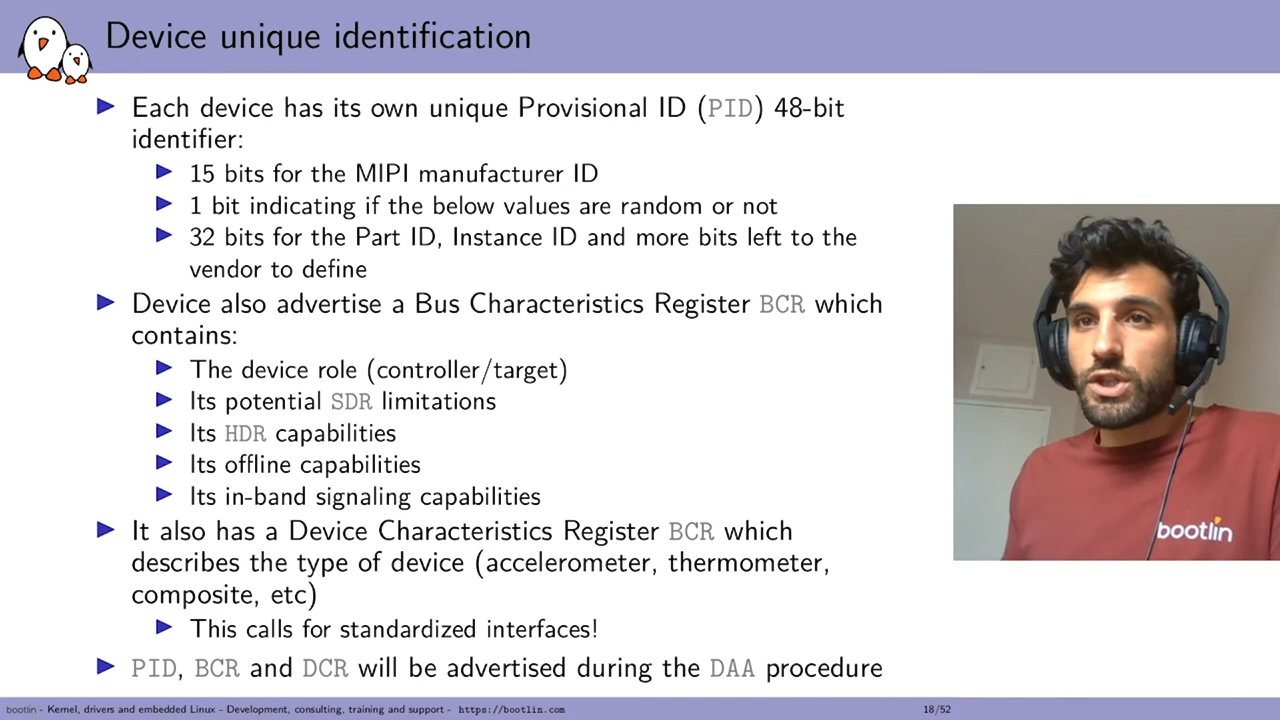 Device unique identification
Each device has its own unique Provisional ID (PID) 48-bit
identifier:
15 bits for the MIPI manufacturer ID
1 bit indicating if the below values are random or not
32 bits for the Part ID, Instance ID and more bits left to the
vendor to define
Device also advertise a Bus Characteristics Register BCR which
contains:
The device role (controller/target)
Its potential SDR limitations
Its HDR capabilities
Its offline capabilities
Its in-band signaling capabilities
It also has a Device Characteristics Register BCR which
describes the type of device (accelerometer, thermometer,
composite, etc)
This calls for standardized interfaces!
PID, BCR and DCR will be advertised during the DAA procedure
bootlin
bootlin - Kernel, drivers and embedded Linux - Development, consulting, training and support - https://bootlin.com
18/52